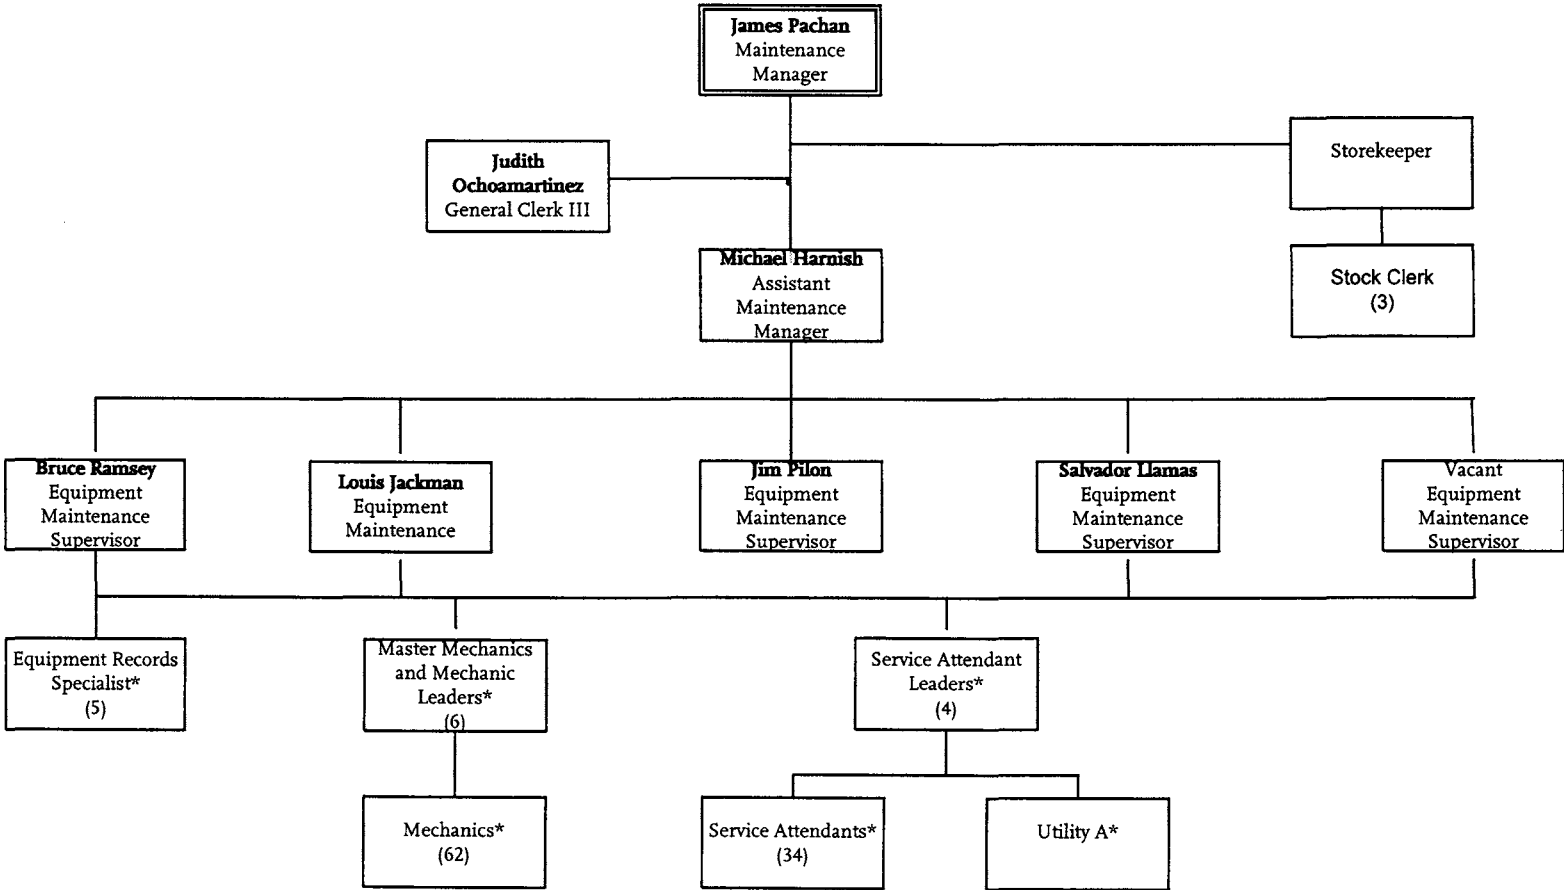 James Pachan
Maintenance
Manager
Judith
Ochoamartinez
General Clerk III
Storekeeper
Michael Harnish
Assistant
Maintenance
Manager
Stock Clerk
(3)
Bruce Ramsey
Equipment
Maintenance
Supervisor
Louis Jackman
Equipment
Maintenance
Jim Pilon
Equipment
Maintenance
Supervisor
Salvador Llamas
Equipment
Maintenance
Supervisor
Vacant
Equipment
Maintenance
Supervisor
Equipment Records
Specialist*
(5)
Master Mechanics
and Mechanic
Leaders*
(6)
Service Attendant
Leaders*
(4)
Mechanics*
(62)
Service Attendants*
(34)
Utility A*